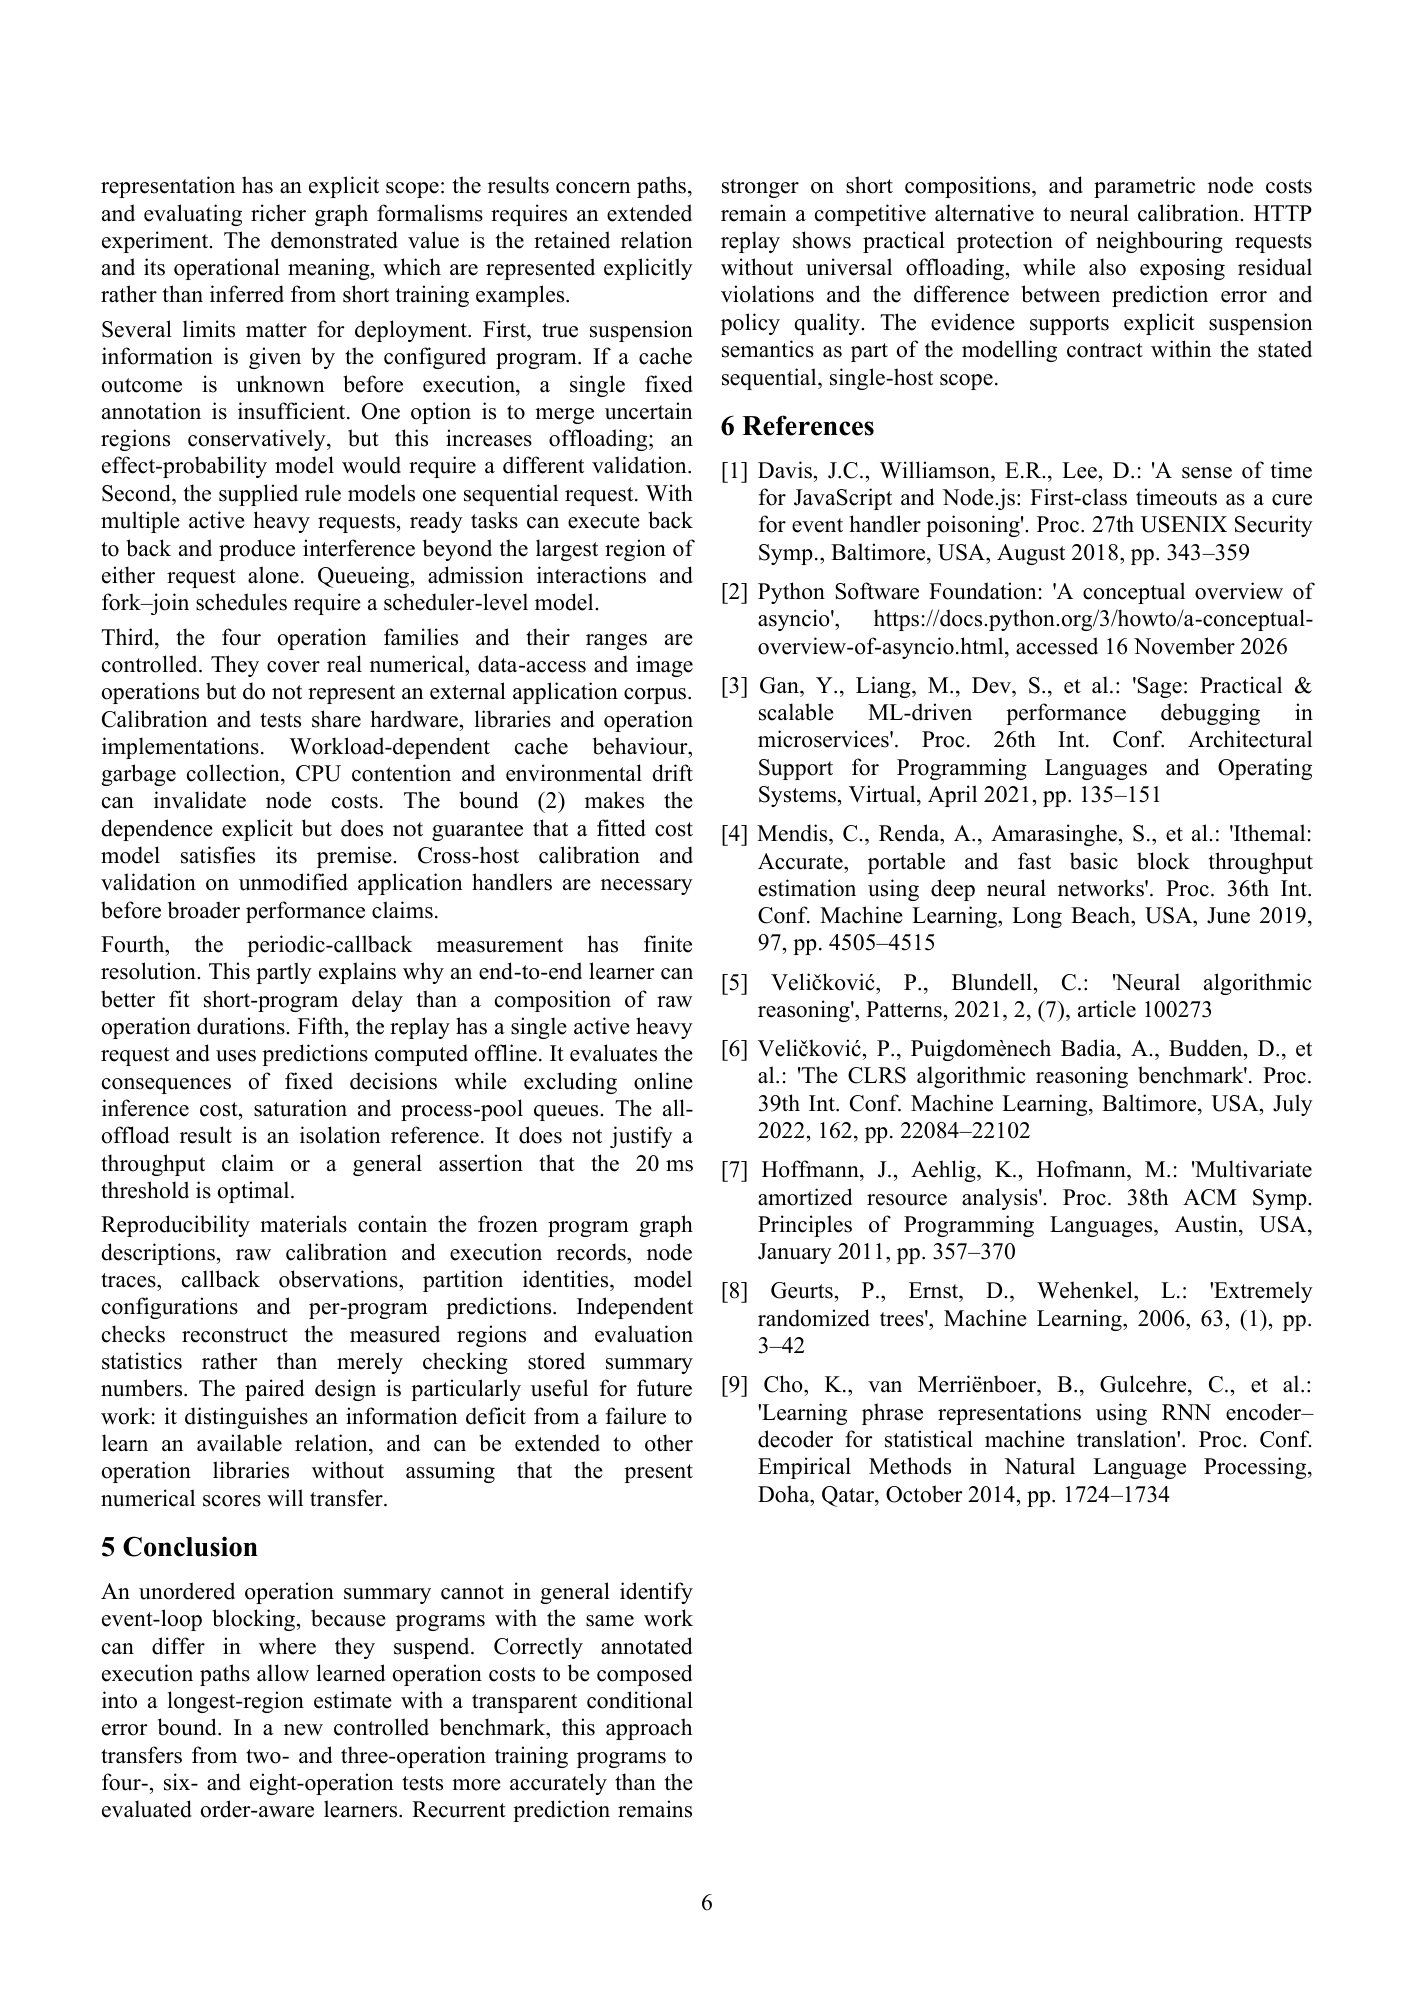 representation has an explicit scope: the results concern paths,
and evaluating richer graph formalisms requires an extended
experiment. The demonstrated value is the retained relation
and its operational meaning, which are represented explicitly
rather than inferred from short training examples.
Several limits matter for deployment. First, true suspension
information is given by the configured program. If a cache
outcome is unknown before execution, a single fixed
annotation is insufficient. One option is to merge uncertain
regions conservatively, but this increases offloading; an
effect-probability model would require a different validation.
Second, the supplied rule models one sequential request. With
multiple active heavy requests, ready tasks can execute back
to back and produce interference beyond the largest region of
either request alone. Queueing, admission interactions and
fork–join schedules require a scheduler-level model.
Third, the four operation families and their ranges are
controlled. They cover real numerical, data-access and image
operations but do not represent an external application corpus.
Calibration and tests share hardware, libraries and operation
implementations. Workload-dependent cache behaviour,
garbage collection, CPU contention and environmental drift
can invalidate node costs. The bound (2) makes the
dependence explicit but does not guarantee that a fitted cost
model satisfies its premise. Cross-host calibration and
validation on unmodified application handlers are necessary
before broader performance claims.
Fourth, the periodic-callback measurement has finite
resolution. This partly explains why an end-to-end learner can
better fit short-program delay than a composition of raw
operation durations. Fifth, the replay has a single active heavy
request and uses predictions computed offline. It evaluates the
consequences of fixed decisions while excluding online
inference cost, saturation and process-pool queues. The all-
offload result is an isolation reference. It does not justify a
throughput claim or a general assertion that the 20 ms
threshold is optimal.
Reproducibility materials contain the frozen program graph
descriptions, raw calibration and execution records, node
traces, callback observations, partition identities, model
configurations and per-program predictions. Independent
checks reconstruct the measured regions and evaluation
statistics rather than merely checking stored summary
numbers. The paired design is particularly useful for future
work: it distinguishes an information deficit from a failure to
learn an available relation, and can be extended to other
operation libraries without assuming that the present
numerical scores will transfer.
5 Conclusion
An unordered operation summary cannot in general identify
event-loop blocking, because programs with the same work
can differ in where they suspend. Correctly annotated
execution paths allow learned operation costs to be composed
into a longest-region estimate with a transparent conditional
error bound. In a new controlled benchmark, this approach
transfers from two- and three-operation training programs to
four-, six- and eight-operation tests more accurately than the
evaluated order-aware learners. Recurrent prediction remains
stronger on short compositions, and parametric node costs
remain a competitive alternative to neural calibration. HTTP
replay shows practical protection of neighbouring requests
without universal offloading, while also exposing residual
violations and the difference between prediction error and
policy quality. The evidence supports explicit suspension
semantics as part of the modelling contract within the stated
sequential, single-host scope.
6 References
[1] Davis, J.C., Williamson, E.R., Lee, D.: 'A sense of time
for JavaScript and Node.js: First-class timeouts as a cure
for event handler poisoning'. Proc. 27th USENIX Security
Symp., Baltimore, USA, August 2018, pp. 343–359
[2] Python Software Foundation: 'A conceptual overview of
asyncio', https://docs.python.org/3/howto/a-conceptual-
overview-of-asyncio.html, accessed 16 November 2026
[3] Gan, Y., Liang, M., Dev, S., et al.: 'Sage: Practical &
scalable ML-driven performance debugging in
microservices'. Proc. 26th Int. Conf. Architectural
Support for Programming Languages and Operating
Systems, Virtual, April 2021, pp. 135–151
[4] Mendis, C., Renda, A., Amarasinghe, S., et al.: 'Ithemal:
Accurate, portable and fast basic block throughput
estimation using deep neural networks'. Proc. 36th Int.
Conf. Machine Learning, Long Beach, USA, June 2019,
97, pp. 4505–4515
[5] Veličković, P., Blundell, C.: 'Neural algorithmic
reasoning', Patterns, 2021, 2, (7), article 100273
[6] Veličković, P., Puigdomènech Badia, A., Budden, D., et
al.: 'The CLRS algorithmic reasoning benchmark'. Proc.
39th Int. Conf. Machine Learning, Baltimore, USA, July
2022, 162, pp. 22084–22102
[7] Hoffmann, J., Aehlig, K., Hofmann, M.: 'Multivariate
amortized resource analysis'. Proc. 38th ACM Symp.
Principles of Programming Languages, Austin, USA,
January 2011, pp. 357–370
[8] Geurts, P., Ernst, D., Wehenkel, L.: 'Extremely
randomized trees', Machine Learning, 2006, 63, (1), pp.
3–42
[9] Cho, K., van Merriënboer, B., Gulcehre, C., et al.:
'Learning phrase representations using RNN encoder–
decoder for statistical machine translation'. Proc. Conf.
Empirical Methods in Natural Language Processing,
Doha, Qatar, October 2014, pp. 1724–1734
6